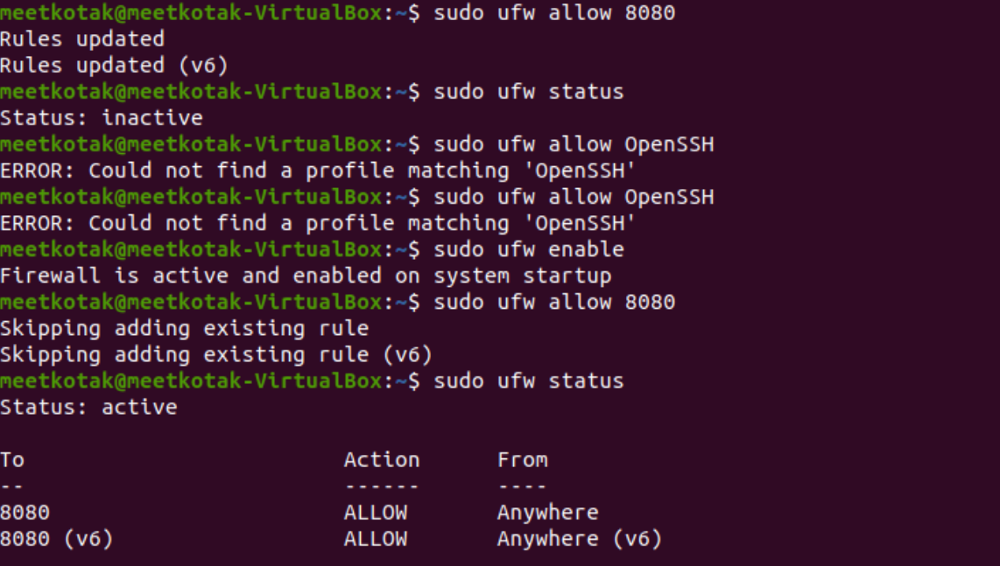 meetkotak@meetkotak-VirtualBox:~$ sudo ufw allow 8080
Rules updated
Rules updated (v6)
meetkotak@meetkotak-VirtualBox:~$ sudo ufw status
Status: inactive
meetkotak@meetkotak-VirtualBox:~$ sudo ufw allow OpenSSH
ERROR: Could not find a profile matching 'OpenSSH'
meetkotak@meetkotak-VirtualBox:~$ sudo ufw allow OpenSSH
ERROR: Could not find a profile matching 'OpenSSH'
meetkotak@meetkotak-VirtualBox:~$ sudo ufw enable
Firewall is active and enabled on system startup
meetkotak@meetkotak-VirtualBox:~$ sudo ufw allow 8080
Skipping adding existing rule
Skipping adding existing rule (v6)
meetkotak@meetkotak-VirtualBox:~$ sudo ufw status
Status: active

To                         Action      From
--                         ------      ----
8080                       ALLOW       Anywhere
8080 (v6)                  ALLOW       Anywhere (v6)